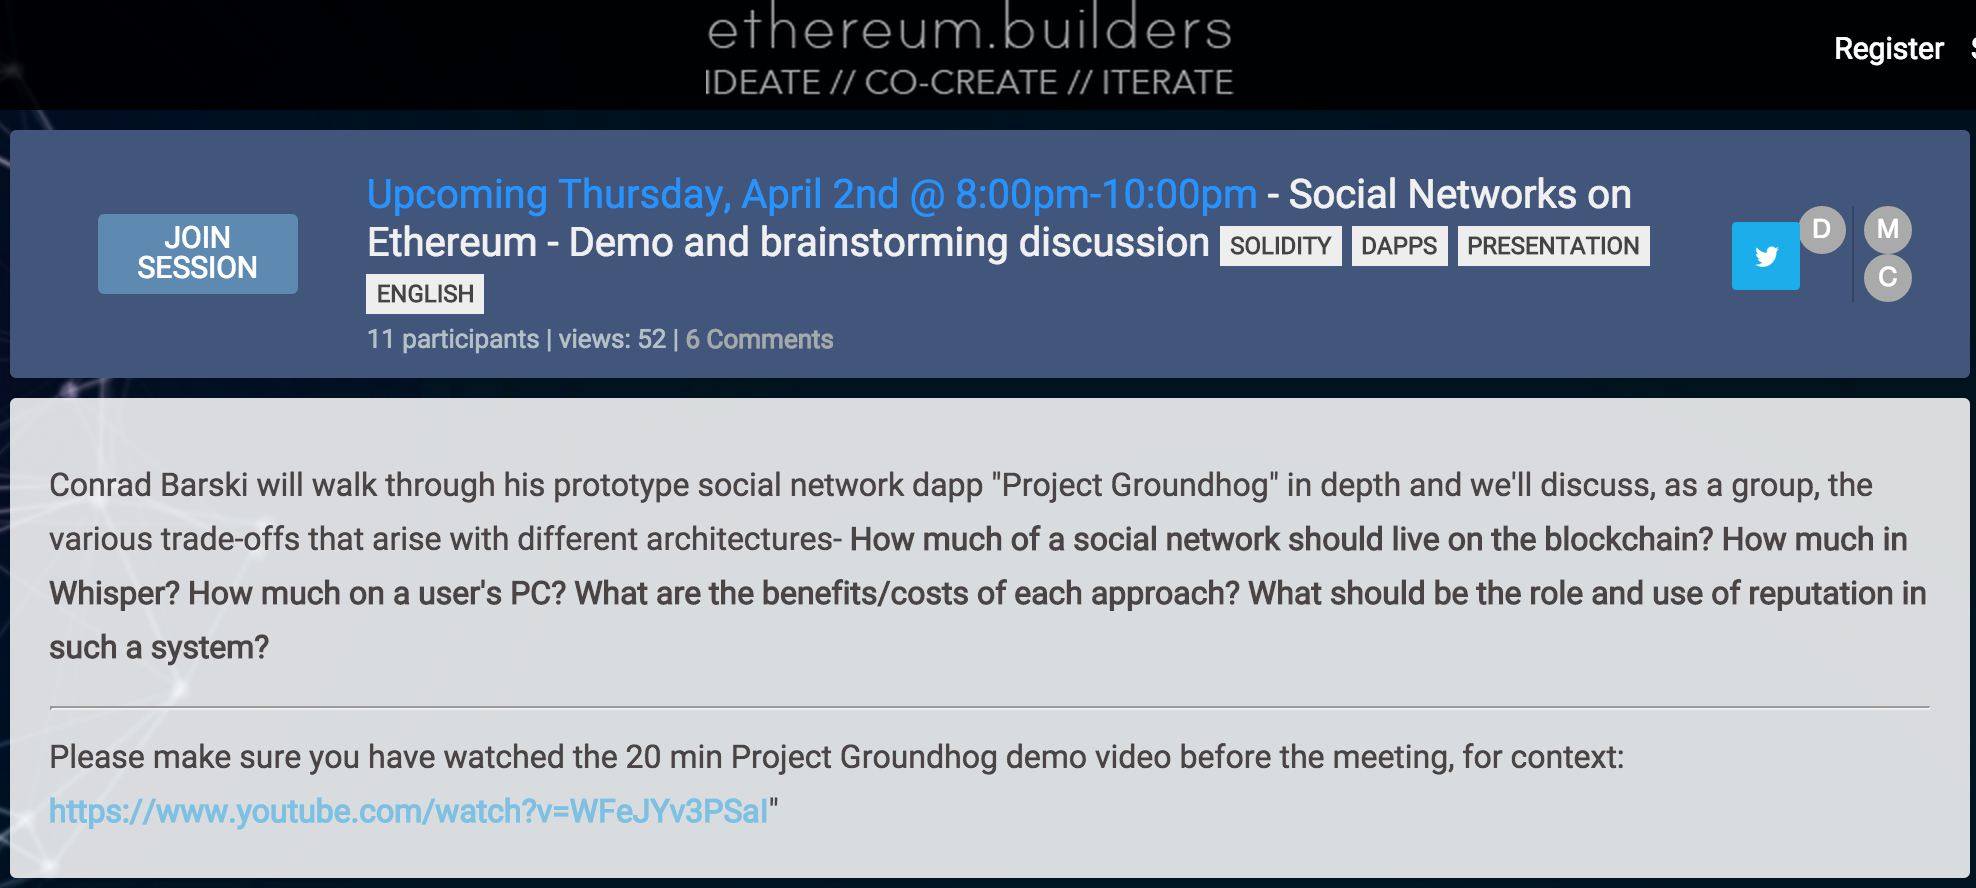 ethereum.builders
IDEATE // CO-CREATE // ITERATE
Register
JOIN
SESSION
Upcoming Thursday, April 2nd @ 8:00pm-10:00pm - Social Networks on
Ethereum - Demo and brainstorming discussion SOLIDITY DAPPS PRESENTATION
ENGLISH
11 participants | views: 52 | 6 Comments
D
M
C
Conrad Barski will walk through his prototype social network dapp "Project Groundhog" in depth and we'll discuss, as a group, the
various trade-offs that arise with different architectures- How much of a social network should live on the blockchain? How much in
Whisper? How much on a user's PC? What are the benefits/costs of each approach? What should be the role and use of reputation in
such a system?
Please make sure you have watched the 20 min Project Groundhog demo video before the meeting, for context:
https://www.youtube.com/watch?v=WFeJYv3PSaI"